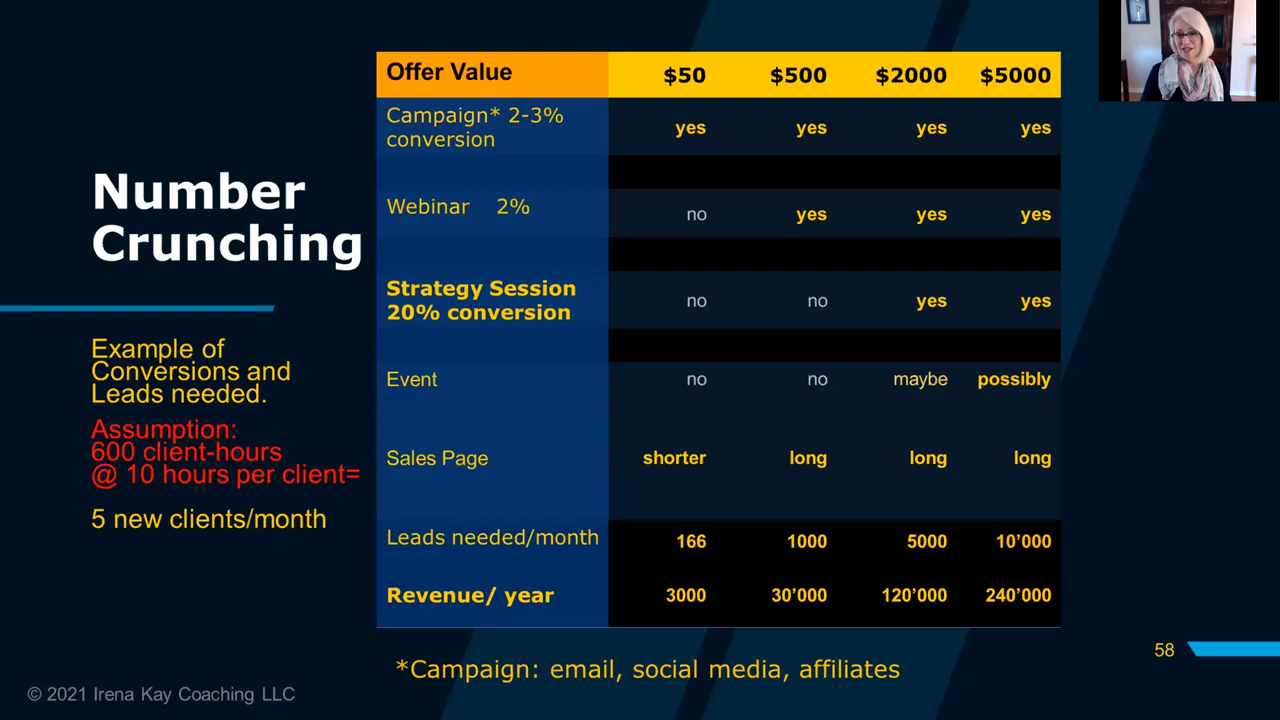 Number
Crunching
Example of
Conversions and
Leads needed.
Assumption:
600 client-hours
@ 10 hours per client=
5 new clients/month
Offer Value $50 $500 $2000 $5000
Campaign* 2-3%
conversion yes yes yes yes
Webinar 2% no yes yes yes
Strategy Session
20% conversion no no yes yes
Event no no maybe possibly
Sales Page shorter long long long
Leads needed/month 166 1000 5000 10’000
Revenue/ year 3000 30’000 120’000 240’000
*Campaign: email, social media, affiliates
58
© 2021 Irena Kay Coaching LLC